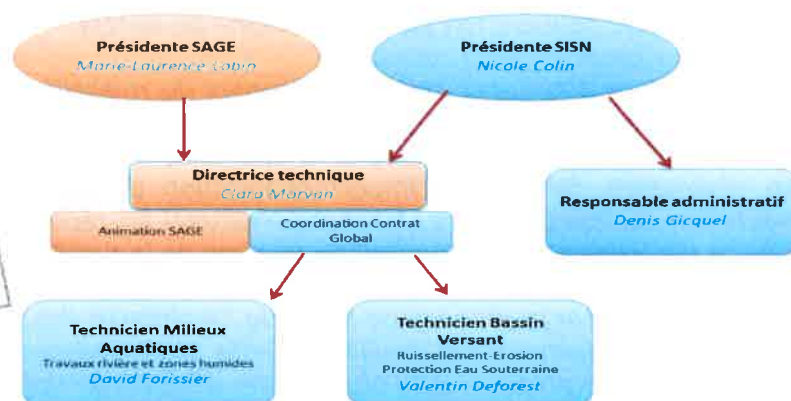 Présidente SAGE
Marie-Laurence
Présidente SISN
Nicole Colin
Directrice technique
Clara Marvan
Responsable administratif
Denis Gicquel
Animation SAGE
Coordination Contrat
Global
Technicien Milieux
Aquatiques
Travaux rivière et zones humides
David Forissier
Technicien Bassin
Versant
Ruissellement-Erosion
Protection Eau Souterraine
Valentin Deforest